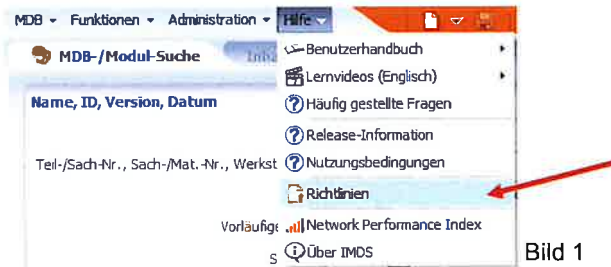 MDB Funktionen Administration Hilfe
MDB-/Modul-Suche
Benutzerhandbuch
Lernvideos (Englisch)
Name, ID, Version, Datum
Häufig gestellte Fragen
Release-Information
Teil-/Sach-Nr., Sach-/Mat.-Nr., Werkst
Nutzungsbedingungen
Richtlinien
Vorläufige
Network Performance Index
S
Über IMDS
Bild 1